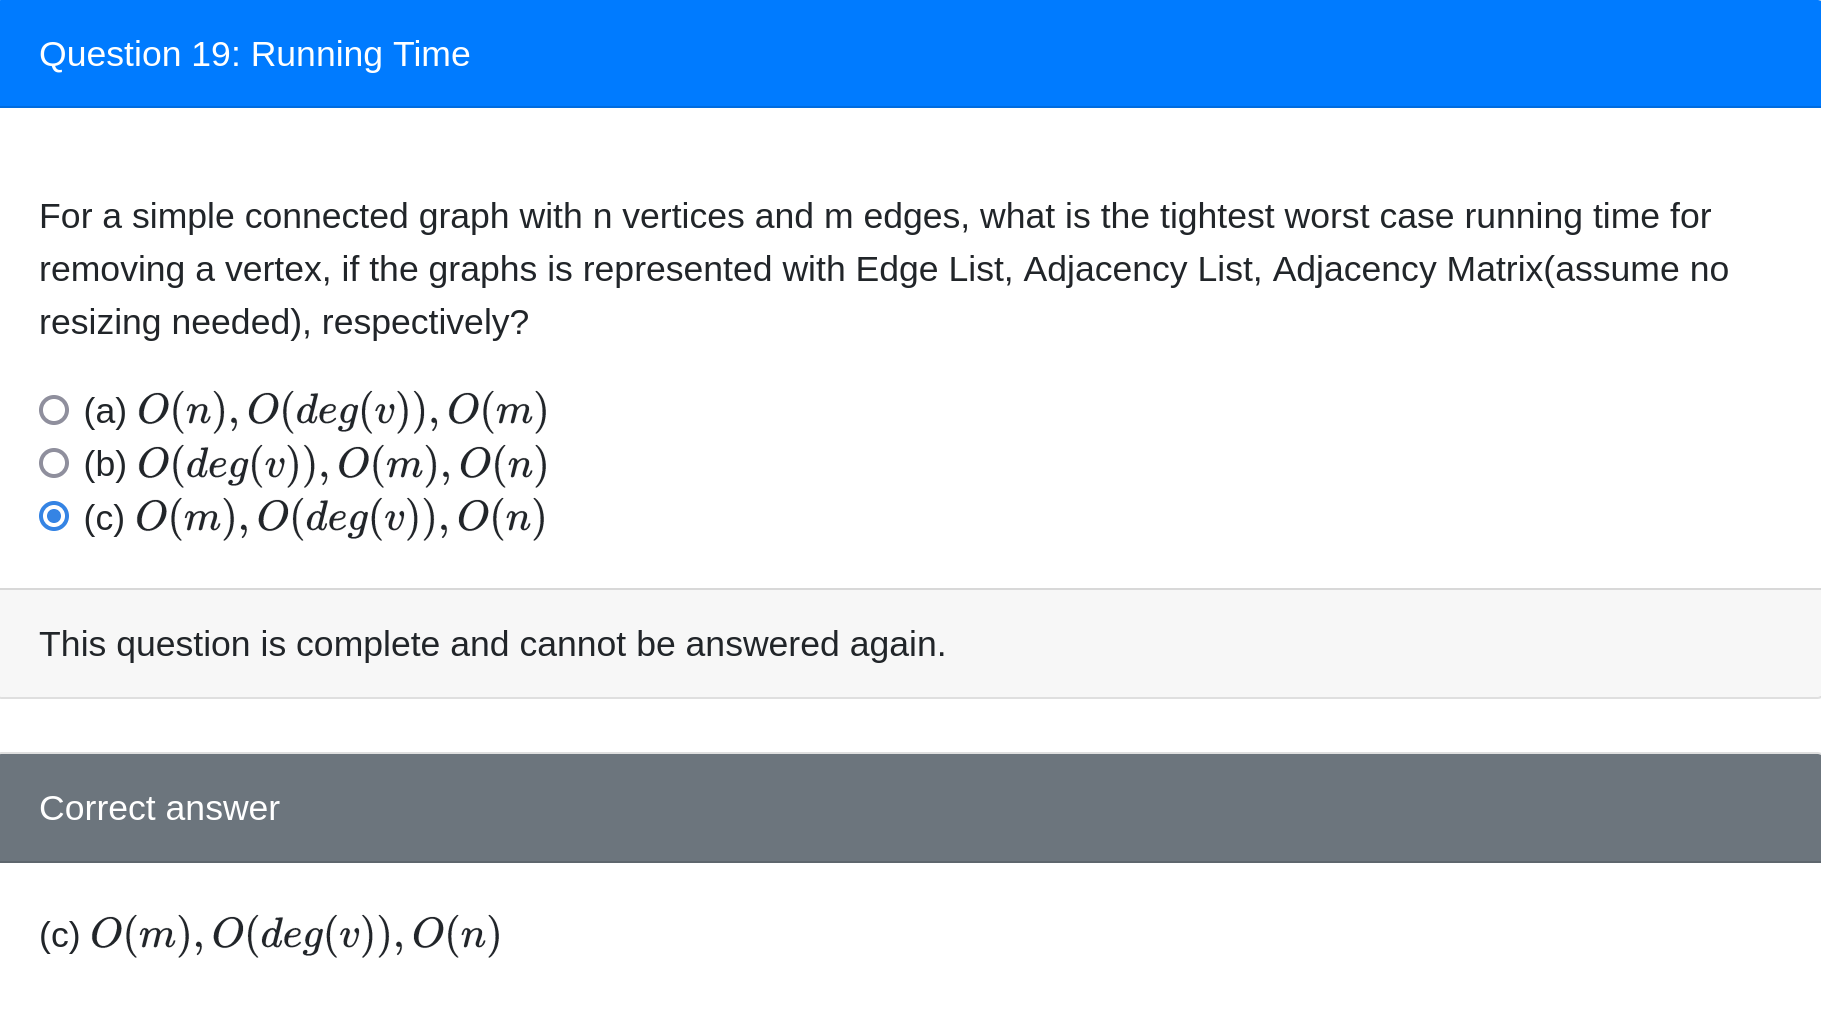 Question 19: Running Time
For a simple connected graph with n vertices and m edges, what is the tightest worst case running time for
removing a vertex, if the graphs is represented with Edge List, Adjacency List, Adjacency Matrix(assume no
resizing needed), respectively?
(a) O(n), O(deg(v)), O(m)
(b) O(deg(v)), O(m), O(n)
(c) O(m), O(deg(v)), O(n)
This question is complete and cannot be answered again.
Correct answer
(c) O(m), O(deg(v)), O(n)